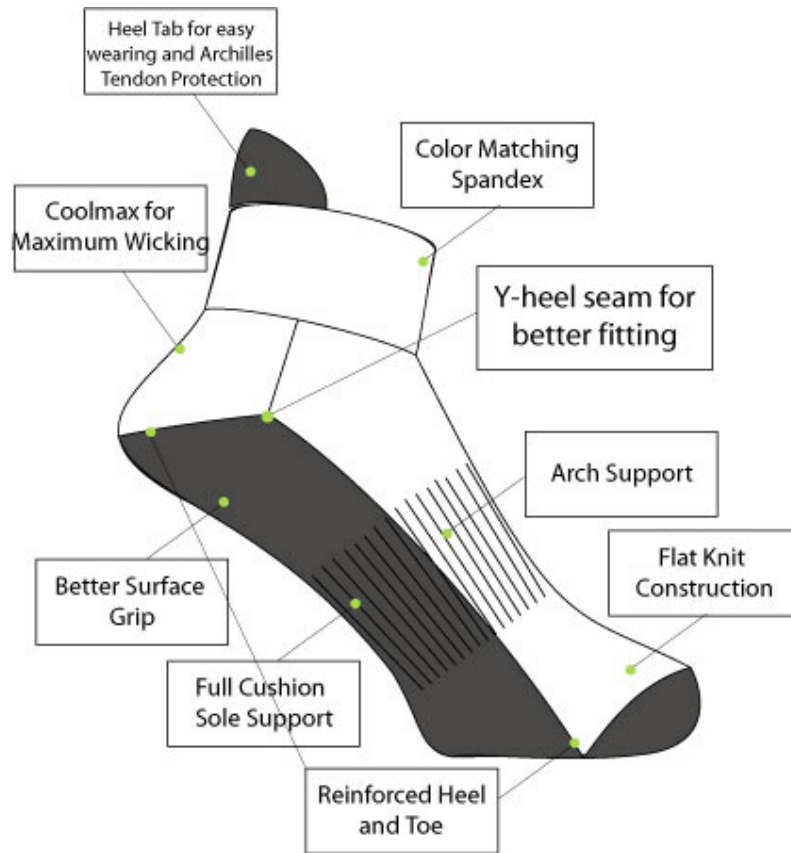 Heel Tab for easy
wearing and Archilles
Tendon Protection
Color Matching
Spandex
Coolmax for
Maximum Wicking
Y-heel seam for
better fitting
Arch Support
Flat Knit
Construction
Better Surface
Grip
Full Cushion
Sole Support
Reinforced Heel
and Toe